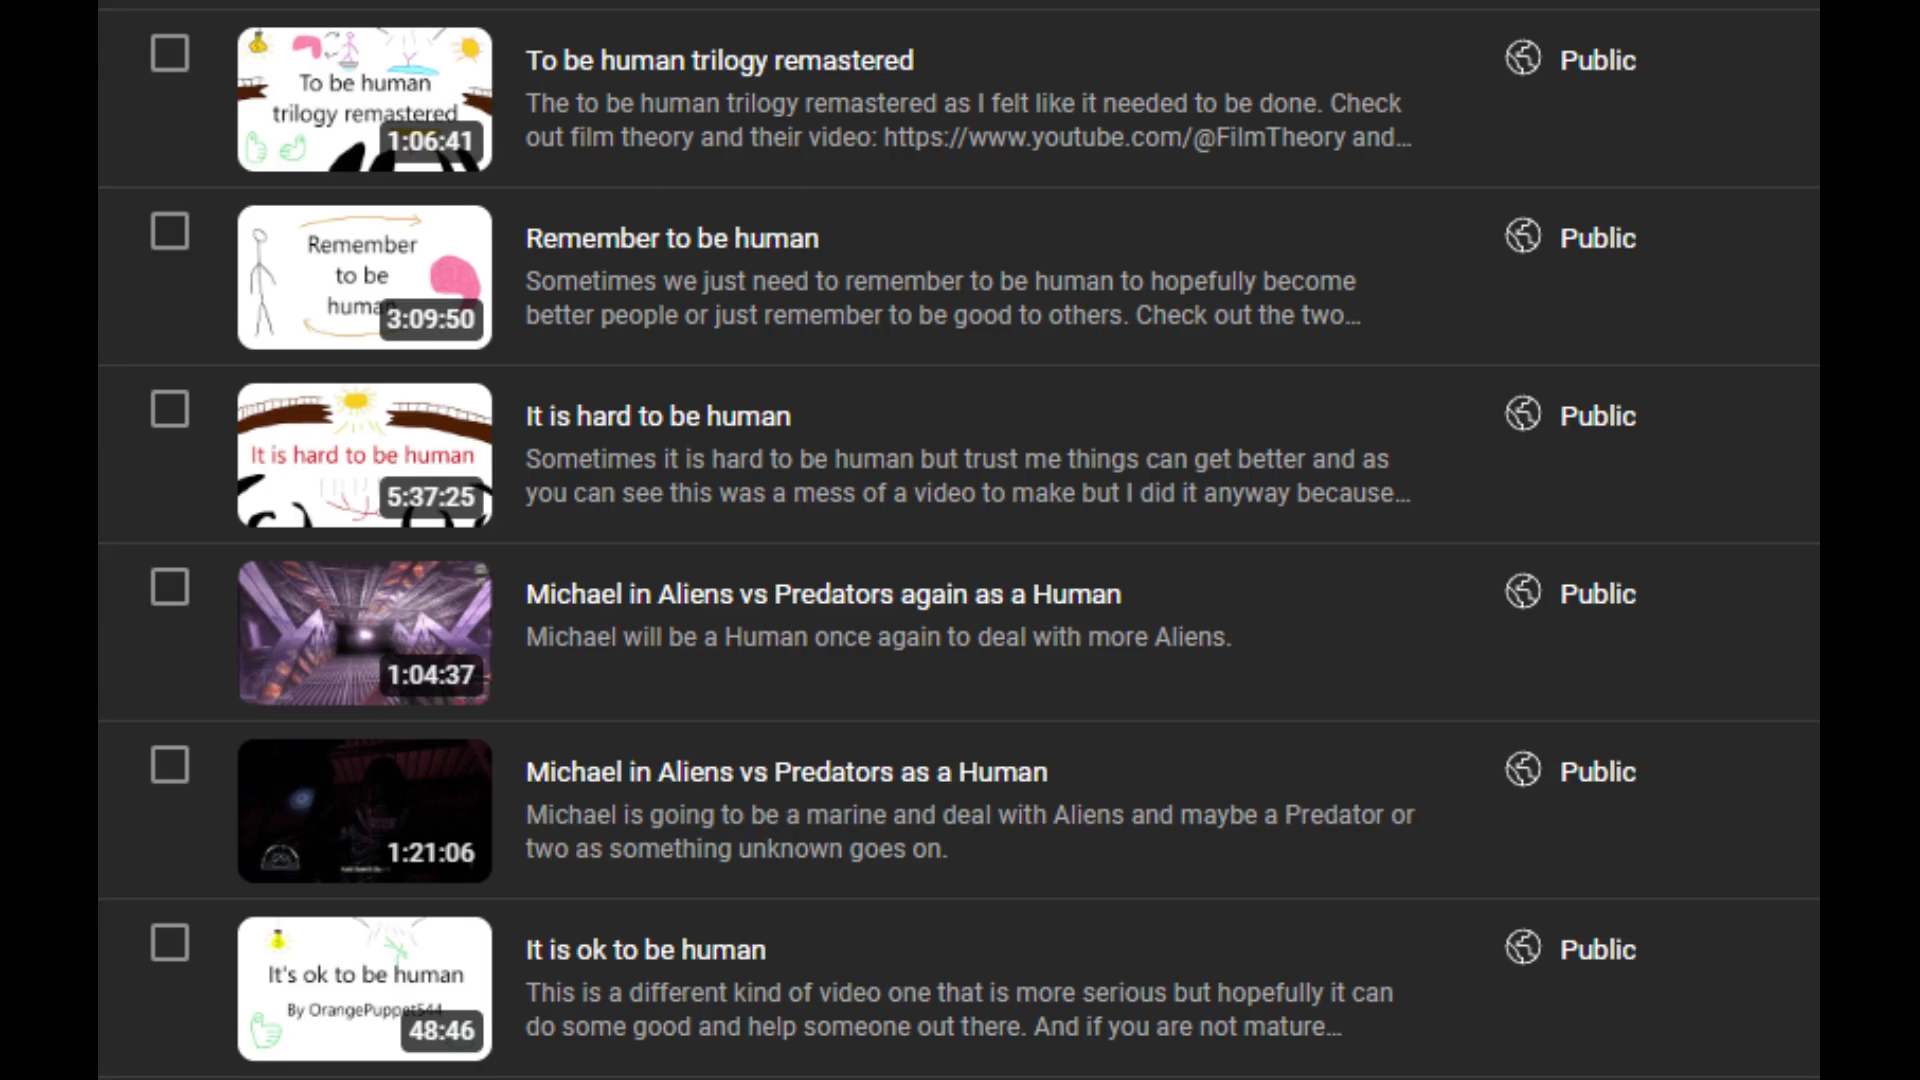 To be human
trilogy remastered
1:06:41
To be human trilogy remastered
The to be human trilogy remastered as I felt like it needed to be done. Check
out film theory and their video: https://www.youtube.com/@FilmTheory and...
Public
Remember
to be
human
3:09:50
Remember to be human
Sometimes we just need to remember to be human to hopefully become
better people or just remember to be good to others. Check out the two...
Public
It is hard to be human
5:37:25
It is hard to be human
Sometimes it is hard to be human but trust me things can get better and as
you can see this was a mess of a video to make but I did it anyway because...
Public
1:04:37
Michael in Aliens vs Predators again as a Human
Michael will be a Human once again to deal with more Aliens.
Public
1:21:06
Michael in Aliens vs Predators as a Human
Michael is going to be a marine and deal with Aliens and maybe a Predator or
two as something unknown goes on.
Public
It's ok to be human
By OrangePuppet544
48:46
It is ok to be human
This is a different kind of video one that is more serious but hopefully it can
do some good and help someone out there. And if you are not mature...
Public